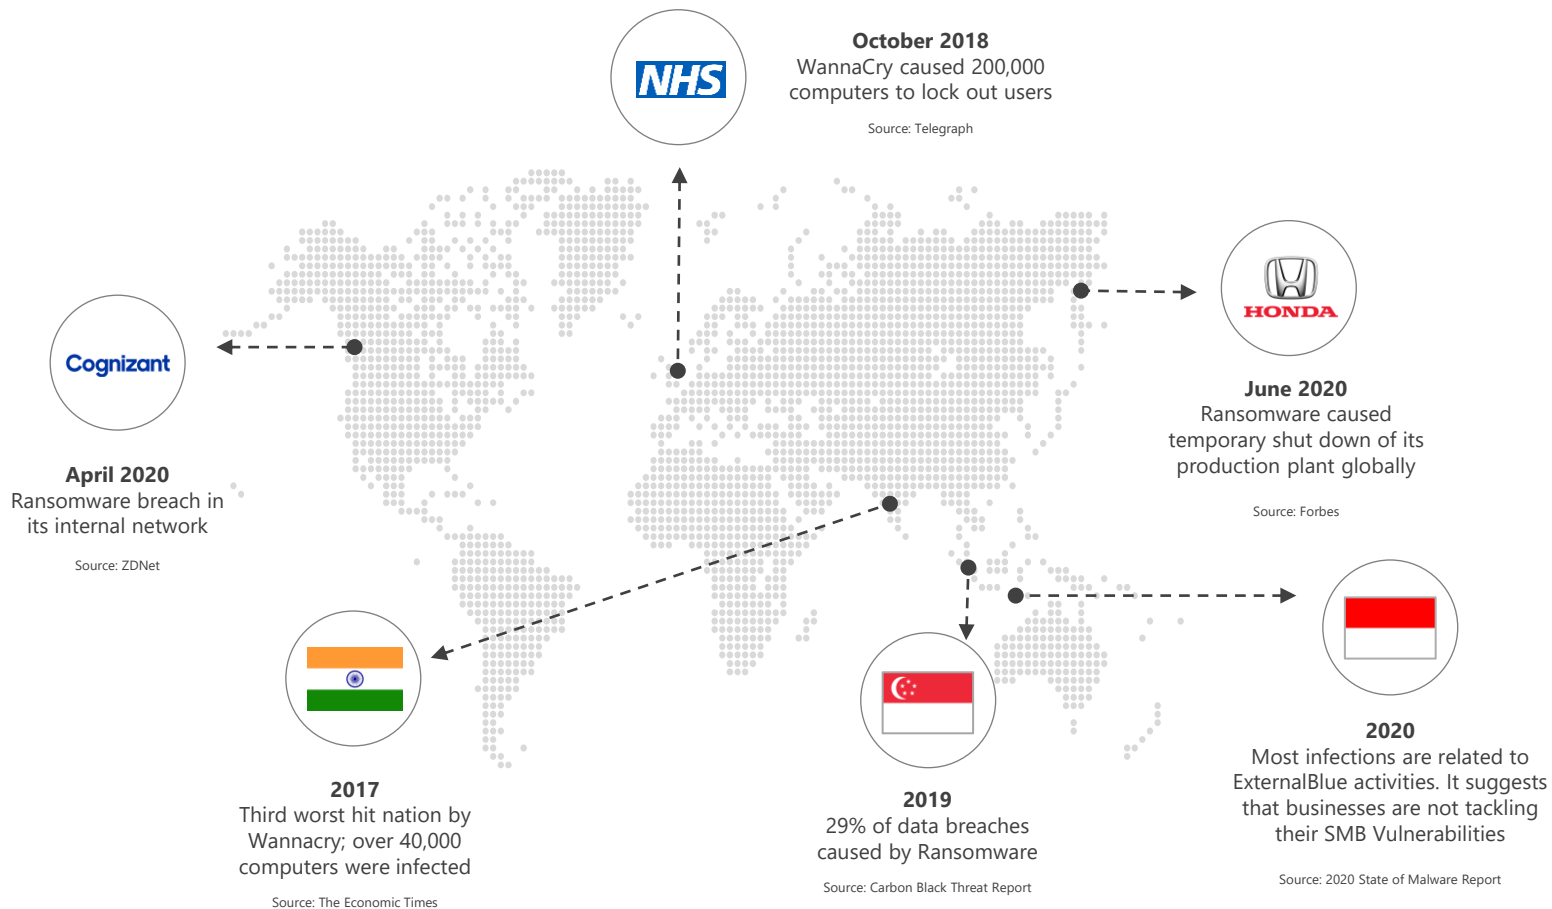 NHS
October 2018
WannaCry caused 200,000
computers to lock out users
Source: Telegraph
HONDA
June 2020
Ransomware caused
temporary shut down of its
production plant globally
Source: Forbes
Cognizant
April 2020
Ransomware breach in
its internal network
Source: ZDNet
2017
Third worst hit nation by
Wannacry; over 40,000
computers were infected
Source: The Economic Times
2019
29% of data breaches
caused by Ransomware
Source: Carbon Black Threat Report
2020
Most infections are related to
ExternalBlue activities. It suggests
that businesses are not tackling
their SMB Vulnerabilities
Source: 2020 State of Malware Report